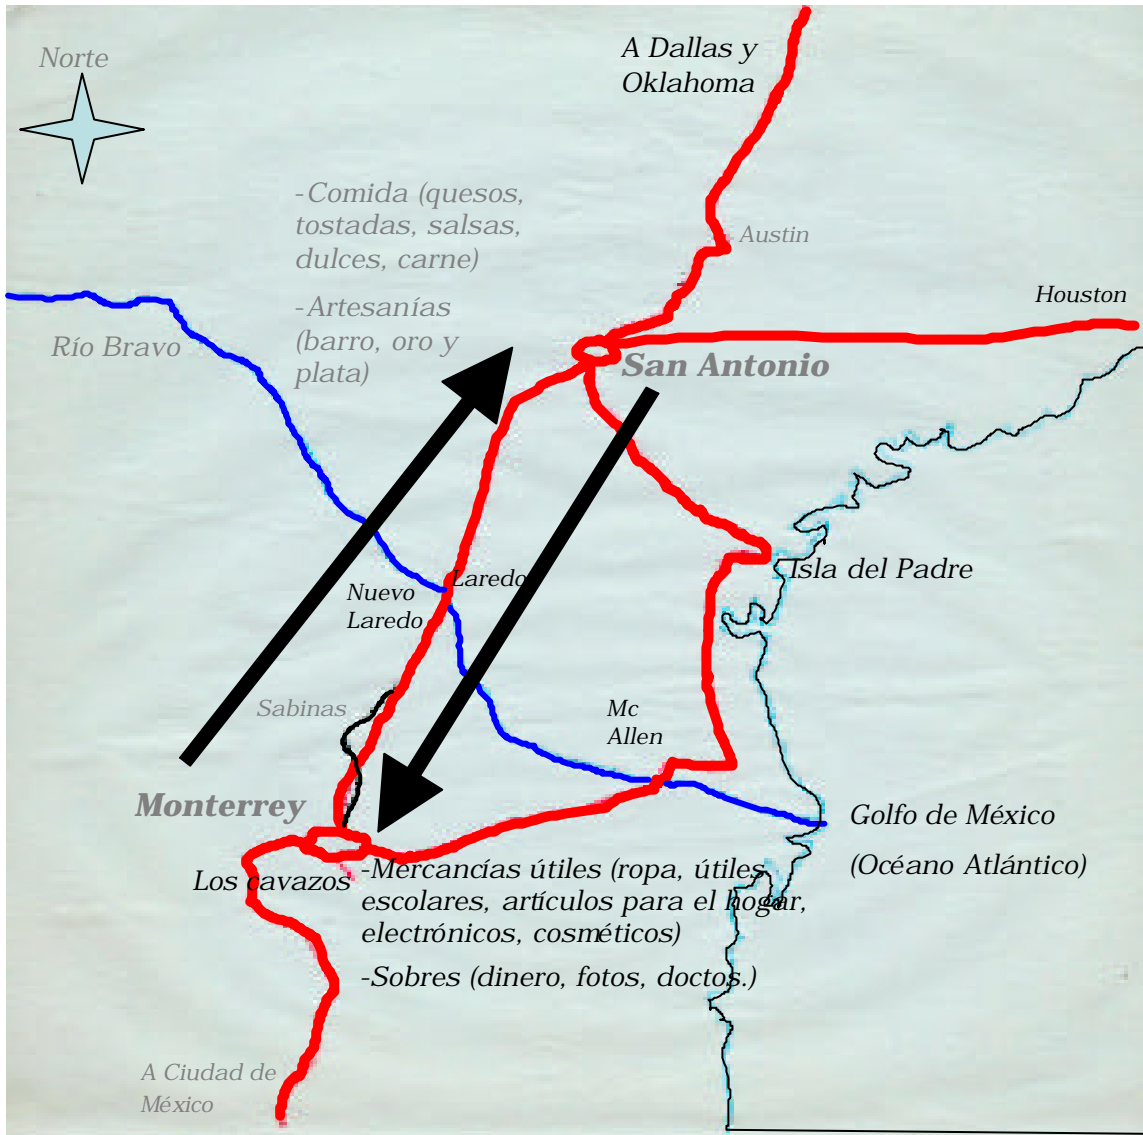 Norte
A Dallas y
Oklahoma
-Comida (quesos,
tostadas, salsas,
dulces, carne)
-Artesanías
(barro, oro y
plata)
Austin
Houston
Río Bravo
San Antonio
Laredo
Nuevo
Laredo
Isla del Padre
Sabinas
Mc
Allen
Monterrey
Golfo de México
(Océano Atlántico)
Los cavazos
-Mercancías útiles (ropa, útiles
escolares, artículos para el hogar,
electrónicos, cosméticos)
-Sobres (dinero, fotos, doctos.)
A Ciudad de
México